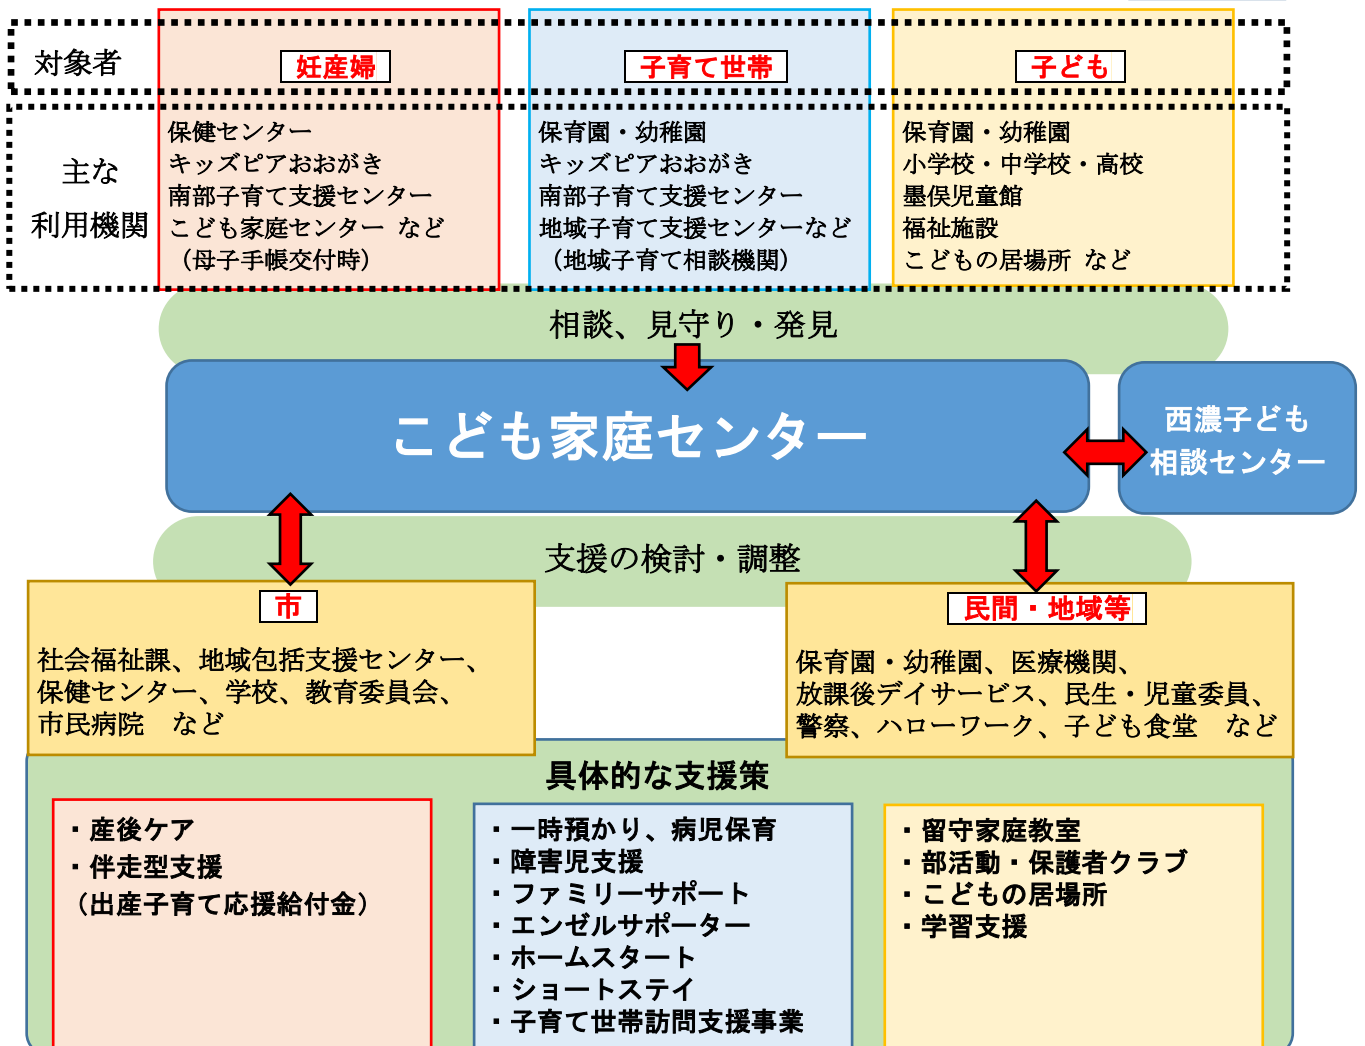 対象者
妊産婦
子育て世帯
子ども
主な
利用機関
保健センター
キッズピアおおがき
南部子育て支援センター
こども家庭センター など
（母子手帳交付時）
保育園・幼稚園
キッズピアおおがき
南部子育て支援センター
地域子育て支援センターなど
（地域子育て相談機関）
保育園・幼稚園
小学校・中学校・高校
墨俣児童館
福祉施設
こどもの居場所 など
相談、見守り・発見
こども家庭センター
西濃子ども
相談センター
支援の検討・調整
市
社会福祉課、地域包括支援センター、
保健センター、学校、教育委員会、
市民病院　など
民間・地域等
保育園・幼稚園、医療機関、
放課後デイサービス、民生・児童委員、
警察、ハローワーク、子ども食堂　など
具体的な支援策
・産後ケア
・伴走型支援
（出産子育て応援給付金）
・一時預かり、病児保育
・障害児支援
・ファミリーサポート
・エンゼルサポーター
・ホームスタート
・ショートステイ
・子育て世帯訪問支援事業
・留守家庭教室
・部活動・保護者クラブ
・こどもの居場所
・学習支援